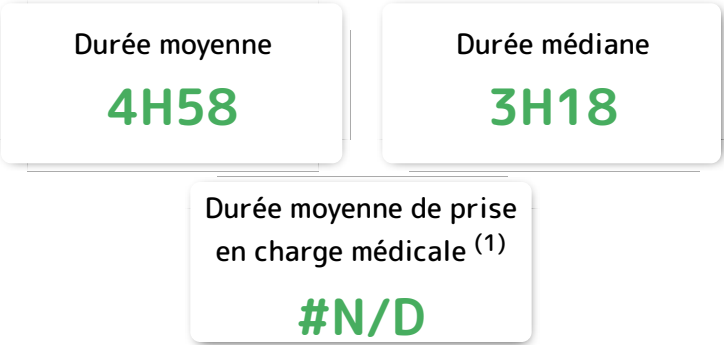 Durée moyenne
4H58
Durée médiane
3H18
Durée moyenne de prise
en charge médicale (1)
#N/D